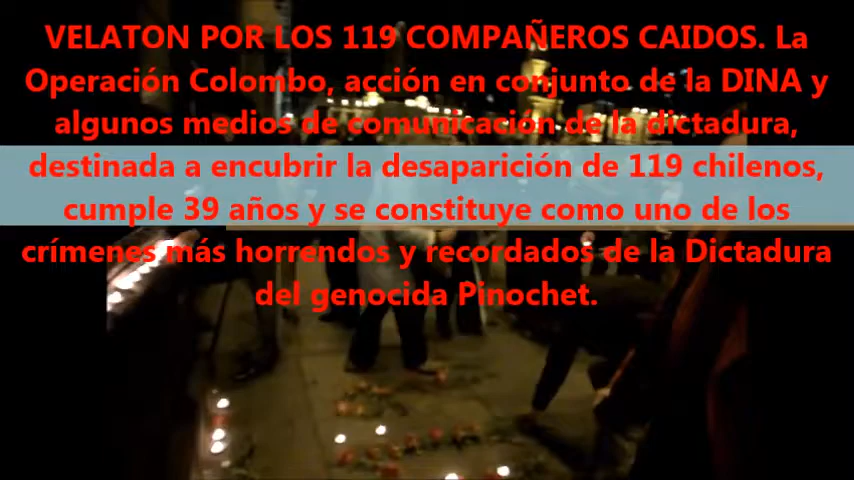 VELATON POR LOS 119 COMPAÑEROS CAIDOS. La
Operación Colombo, acción en conjunto de la DINA y
algunos medios de comunicación de la dictadura,
destinada a encubrir la desaparición de 119 chilenos,
cumple 39 años y se constituye como uno de los
crímenes más horrendos y recordados de la Dictadura
del genocida Pinochet.